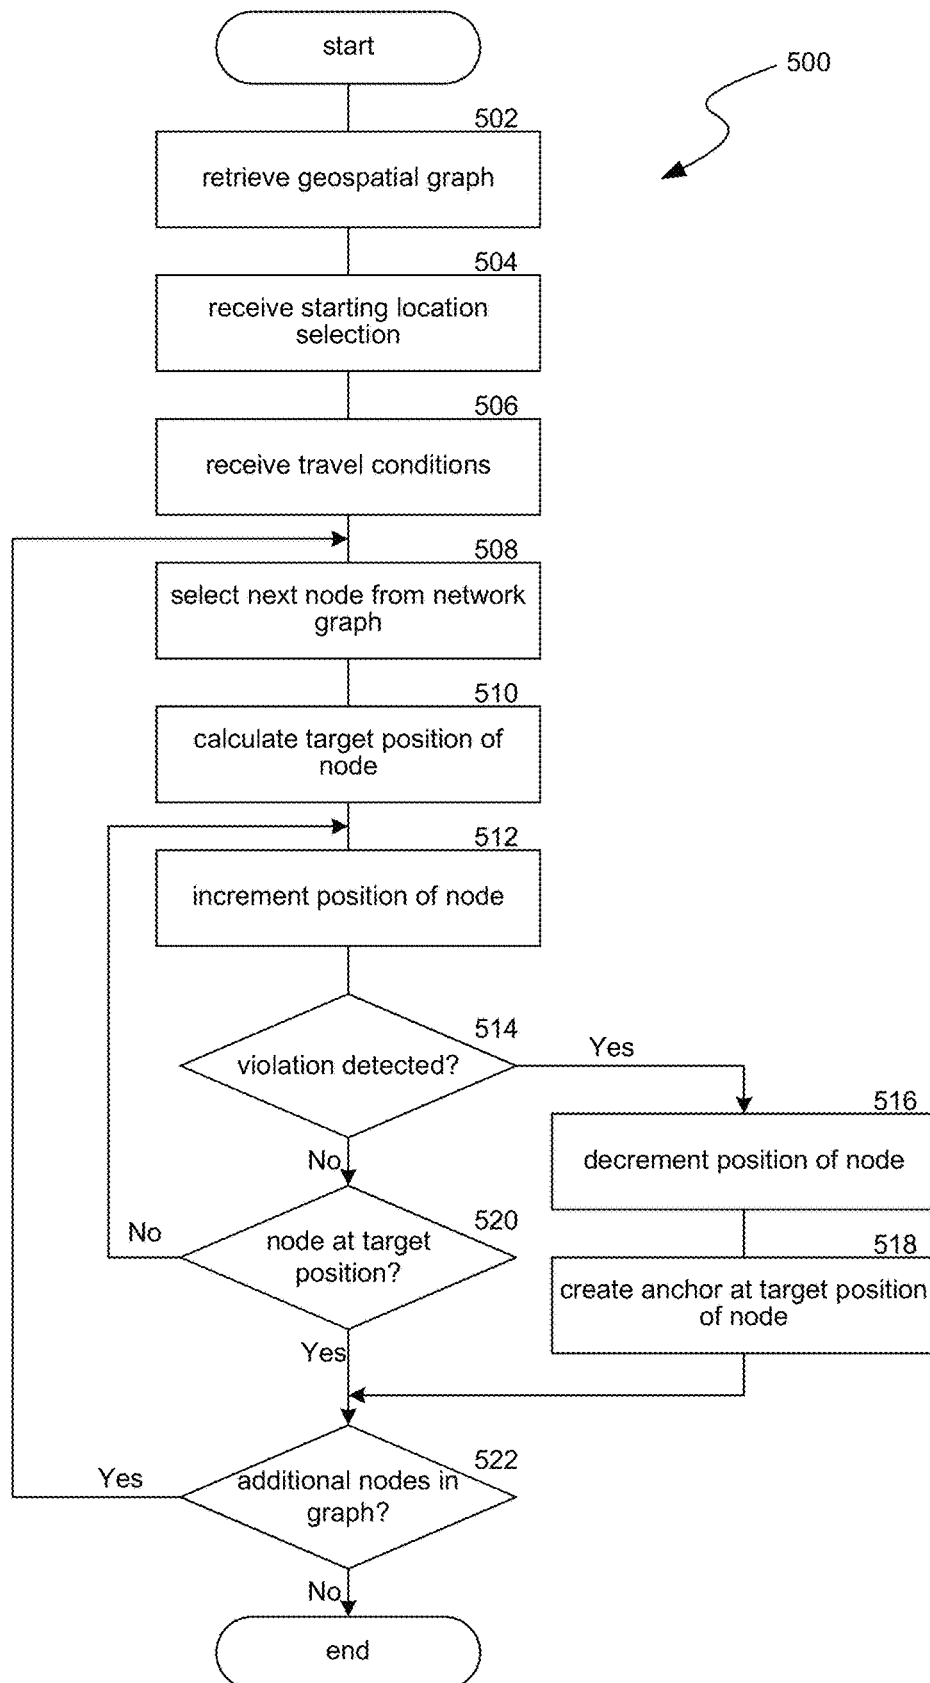 start
500
502
retrieve geospatial graph
504
receive starting location
selection
506
receive travel conditions
508
select next node from network
graph
510
calculate target position of
node
512
increment position of node
514
violation detected?
Yes
516
decrement position of node
No
520
node at target
position?
No
518
create anchor at target position
of node
Yes
522
additional nodes in
graph?
Yes
No
end